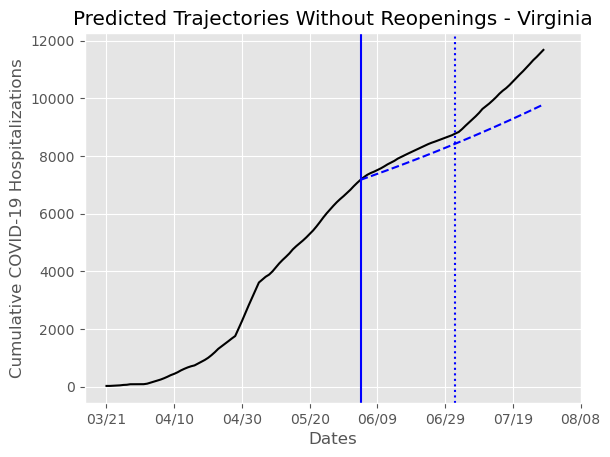 Predicted Trajectories Without Reopenings - Virginia
Cumulative COVID-19 Hospitalizations
12000
10000
8000
6000
4000
2000
0
03/21 04/10 04/30 05/20 06/09 06/29 07/19 08/08
Dates